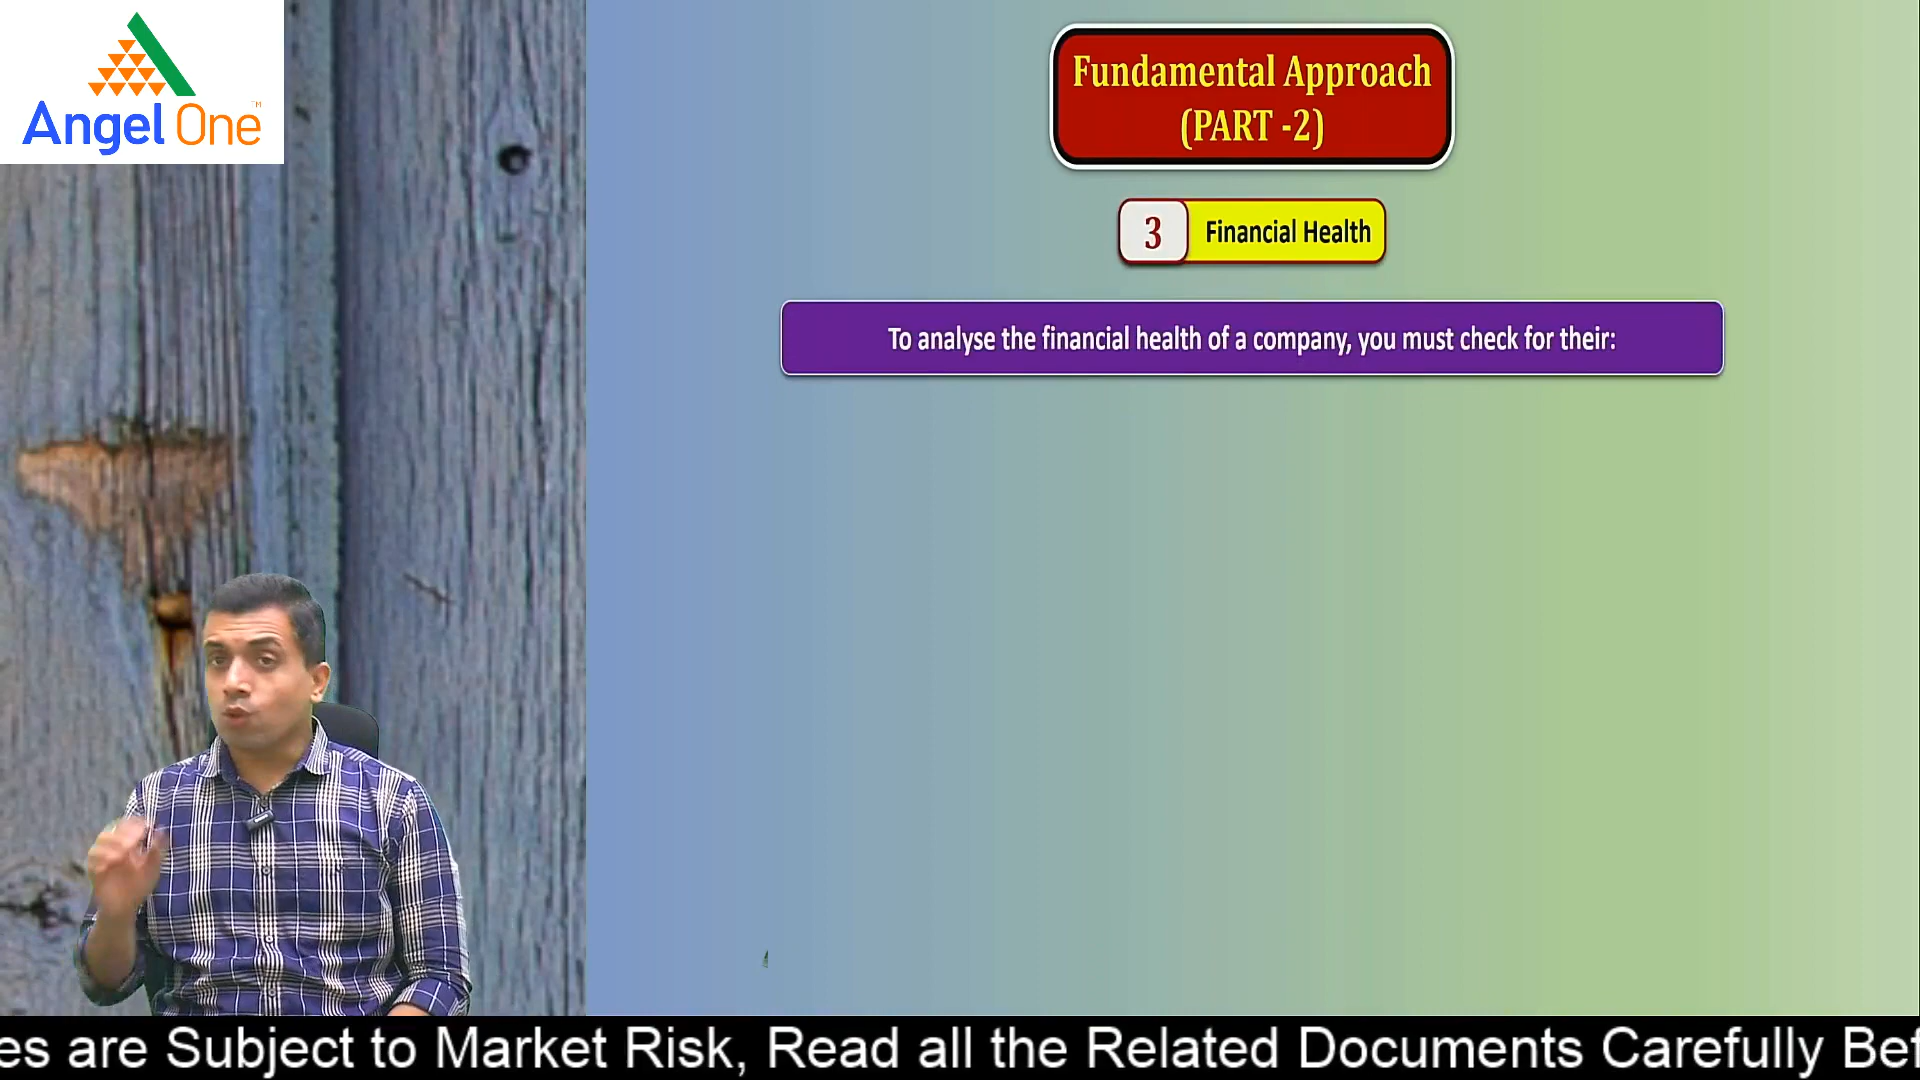 Angel One
TM
Fundamental Approach
(PART -2)
3 Financial Health
To analyse the financial health of a company, you must check for their:
es are Subject to Market Risk, Read all the Related Documents Carefully Bef